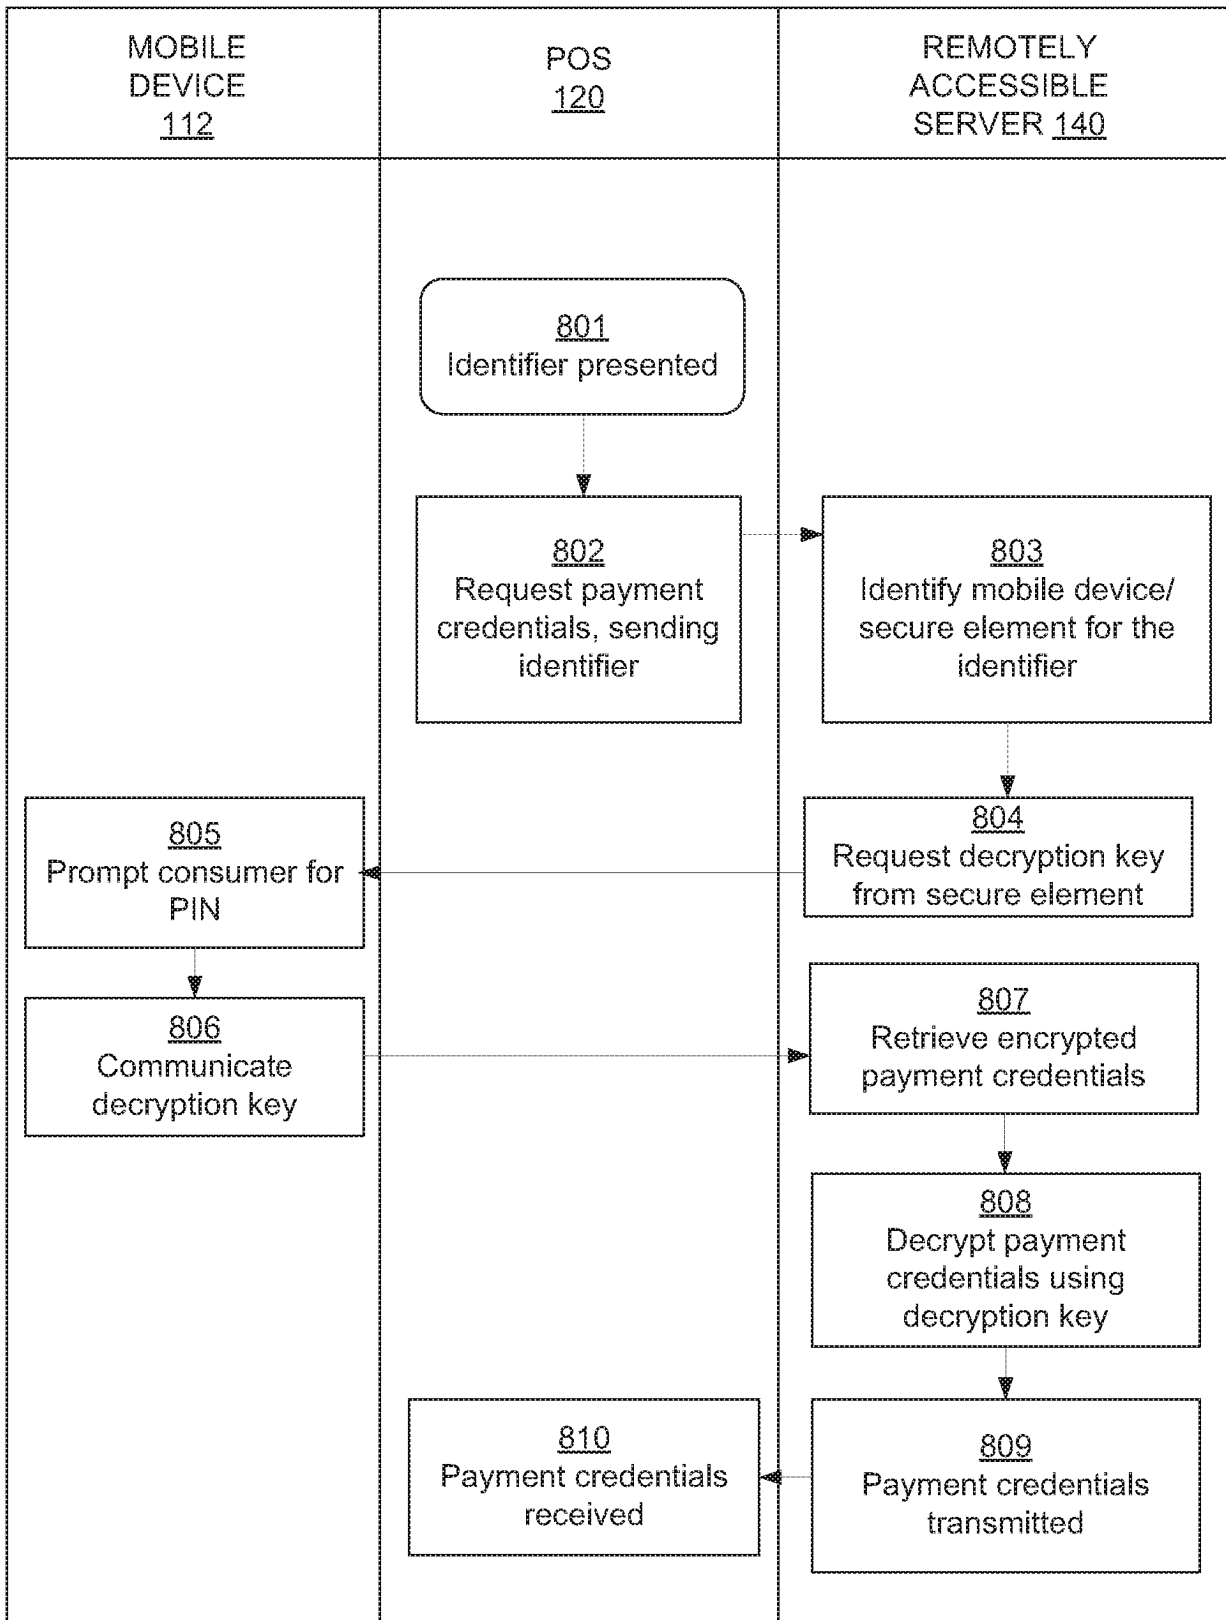 MOBILE
DEVICE
112
POS
120
REMOTELY
ACCESSIBLE
SERVER 140
801
Identifier presented
802
Request payment
credentials, sending
identifier
803
Identify mobile device/
secure element for the
identifier
804
Request decryption key
from secure element
805
Prompt consumer for
PIN
806
Communicate
decryption key
807
Retrieve encrypted
payment credentials
808
Decrypt payment
credentials using
decryption key
809
Payment credentials
transmitted
810
Payment credentials
received